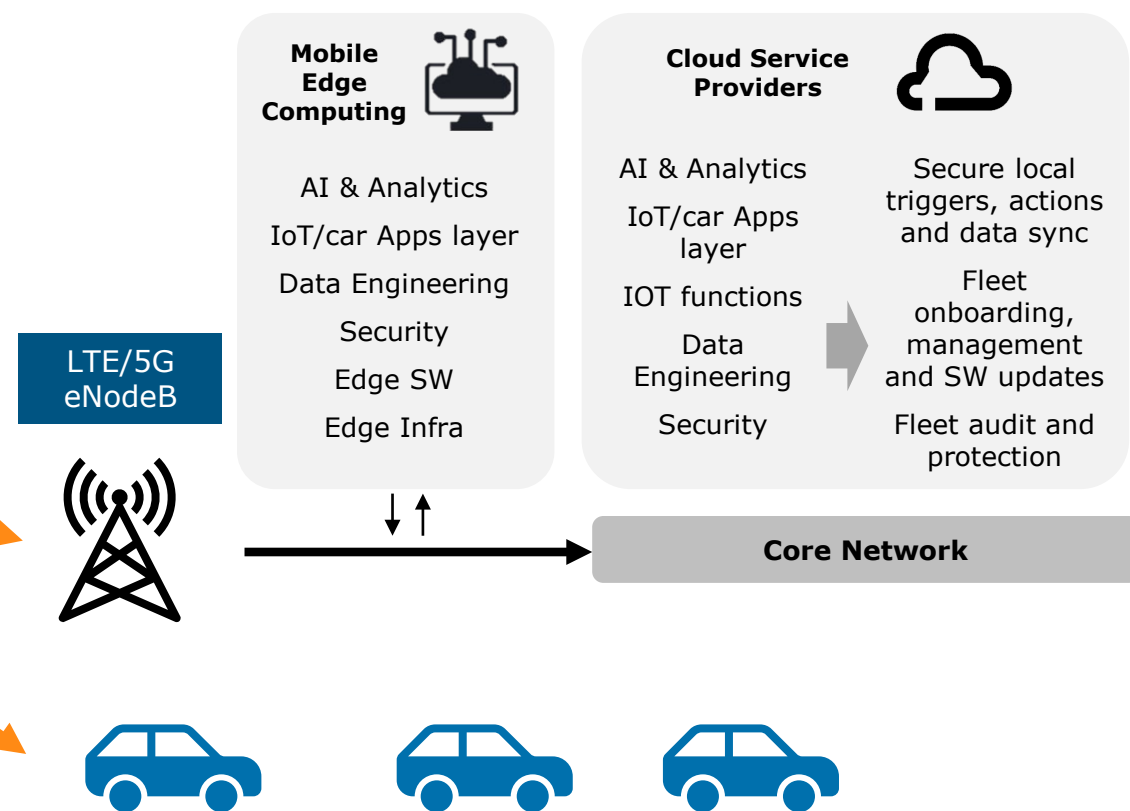 Mobile
Edge
Computing
AI & Analytics
IoT/car Apps layer
Data Engineering
Security
Edge SW
Edge Infra
Cloud Service
Providers
AI & Analytics
IoT/car Apps
layer
IOT functions
Data
Engineering
Security
Secure local
triggers, actions
and data sync
Fleet
onboarding,
management
and SW updates
Fleet audit and
protection
LTE/5G
eNodeB
Core Network